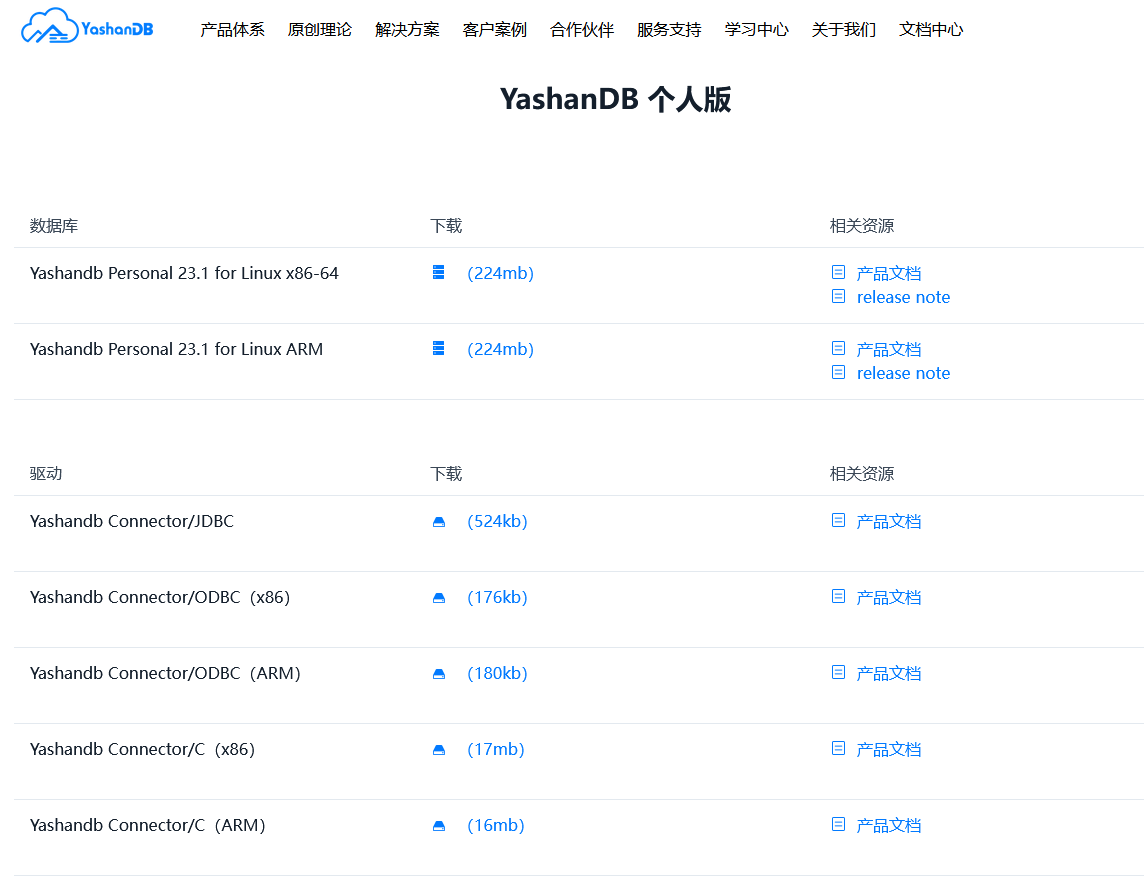 YashanDB 产品体系 原创理论 解决方案 客户案例 合作伙伴 服务支持 学习中心 关于我们 文档中心
YashanDB 个人版
数据库 下载 相关资源
Yashandb Personal 23.1 for Linux x86-64 (224mb) 产品文档
release note
Yashandb Personal 23.1 for Linux ARM (224mb) 产品文档
release note
驱动 下载 相关资源
Yashandb Connector/JDBC (524kb) 产品文档
Yashandb Connector/ODBC（x86） (176kb) 产品文档
Yashandb Connector/ODBC（ARM） (180kb) 产品文档
Yashandb Connector/C（x86） (17mb) 产品文档
Yashandb Connector/C（ARM） (16mb) 产品文档